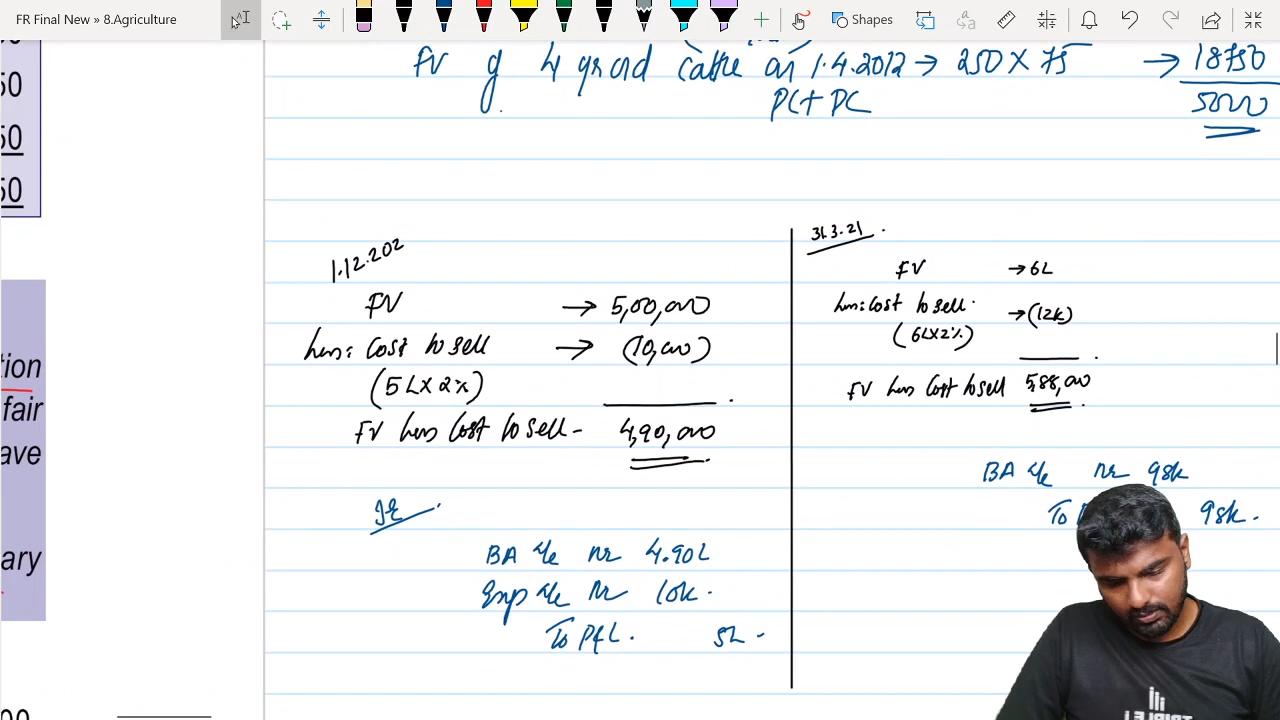 FR Final New » 8.Agriculture
Shapes
50
50
50
FV of 4 yr old cattle on 1.4.2012 → 250 X 75 → 18750
PC + PC
50000
tion
fair
ave
ary
00
1.12.202
FV → 5,00,000
Less: Cost to sell → (10,000)
(5L X 2%)
FV less Cost to sell - 4,90,000
JE
BA a/c Dr 4.90L
Exp a/c Dr 10k.
To P&L. 5L -
31.3.21
FV → 6L
less: cost to sell. → (12k)
(6L X 2%)
FV less Cost to sell 5,88,000
BA a/c Dr 98k
To 98k.